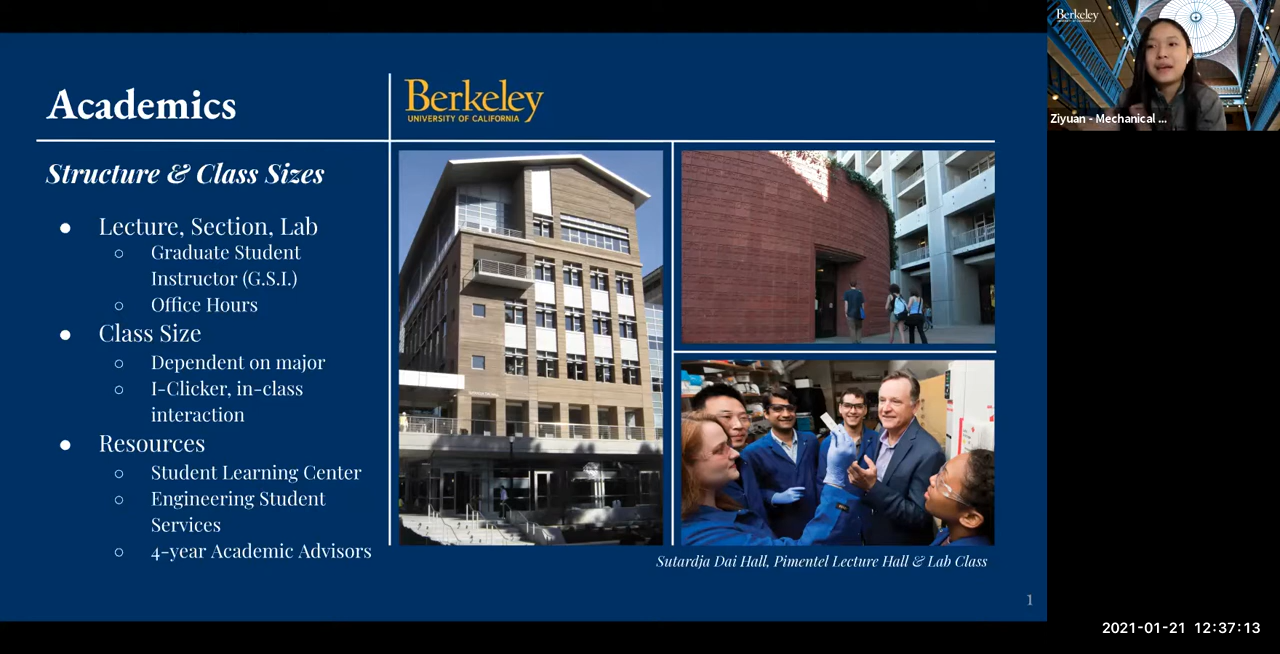 Academics
Berkeley
UNIVERSITY OF CALIFORNIA
Structure & Class Sizes
● Lecture, Section, Lab
○ Graduate Student
Instructor (G.S.I.)
○ Office Hours
● Class Size
○ Dependent on major
○ I-Clicker, in-class
interaction
● Resources
○ Student Learning Center
○ Engineering Student
Services
○ 4-year Academic Advisors
Sutardja Dai Hall, Pimentel Lecture Hall & Lab Class
1
Berkeley
Ziyuan - Mechanical ...
2021-01-21 12:37:13